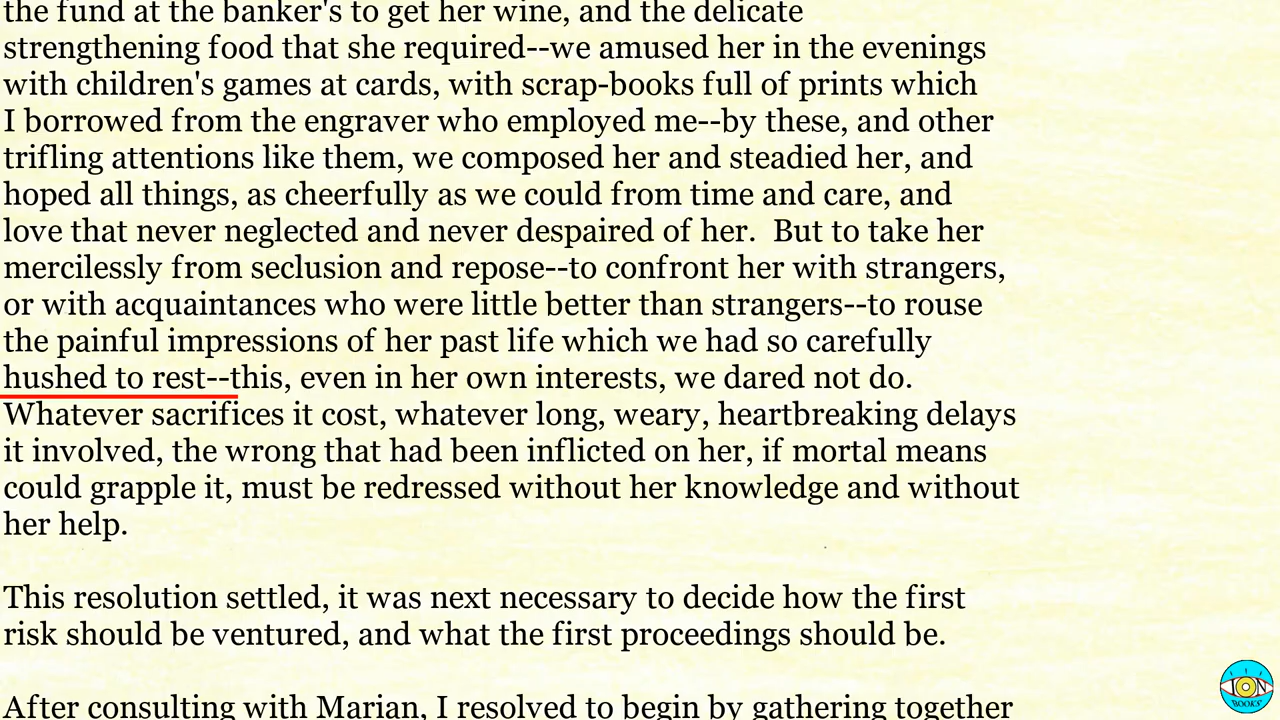 the fund at the banker's to get her wine, and the delicate
strengthening food that she required--we amused her in the evenings
with children's games at cards, with scrap-books full of prints which
I borrowed from the engraver who employed me--by these, and other
trifling attentions like them, we composed her and steadied her, and
hoped all things, as cheerfully as we could from time and care, and
love that never neglected and never despaired of her.  But to take her
mercilessly from seclusion and repose--to confront her with strangers,
or with acquaintances who were little better than strangers--to rouse
the painful impressions of her past life which we had so carefully
hushed to rest--this, even in her own interests, we dared not do.
Whatever sacrifices it cost, whatever long, weary, heartbreaking delays
it involved, the wrong that had been inflicted on her, if mortal means
could grapple it, must be redressed without her knowledge and without
her help.
This resolution settled, it was next necessary to decide how the first
risk should be ventured, and what the first proceedings should be.
After consulting with Marian, I resolved to begin by gathering together
ION
BOOKS